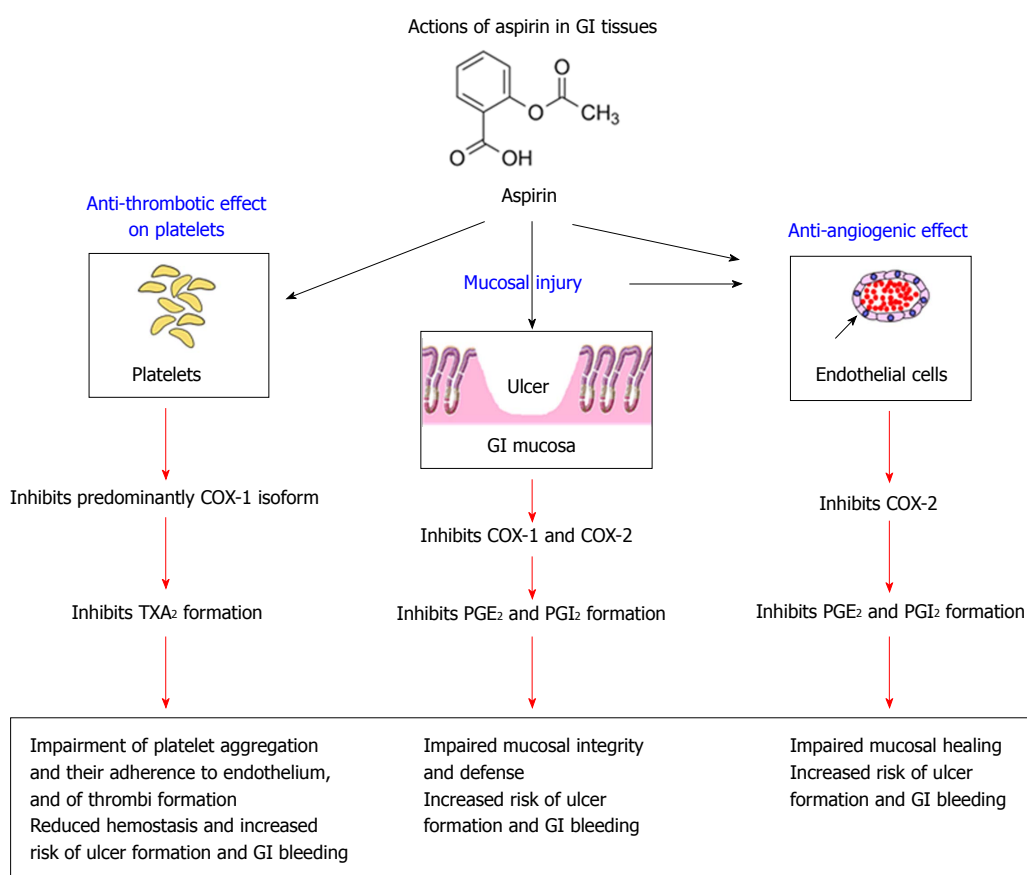 Actions of aspirin in GI tissues
O
O
CH₃
O
OH
Aspirin
Anti-thrombotic effect
on platelets
Platelets
Inhibits predominantly COX-1 isoform
Inhibits TXA₂ formation
Impairment of platelet aggregation
and their adherence to endothelium,
and of thrombi formation
Reduced hemostasis and increased
risk of ulcer formation and GI bleeding
Mucosal injury
Ulcer
GI mucosa
Inhibits COX-1 and COX-2
Inhibits PGE₂ and PGI₂ formation
Impaired mucosal integrity
and defense
Increased risk of ulcer
formation and GI bleeding
Anti-angiogenic effect
Endothelial cells
Inhibits COX-2
Inhibits PGE₂ and PGI₂ formation
Impaired mucosal healing
Increased risk of ulcer
formation and GI bleeding